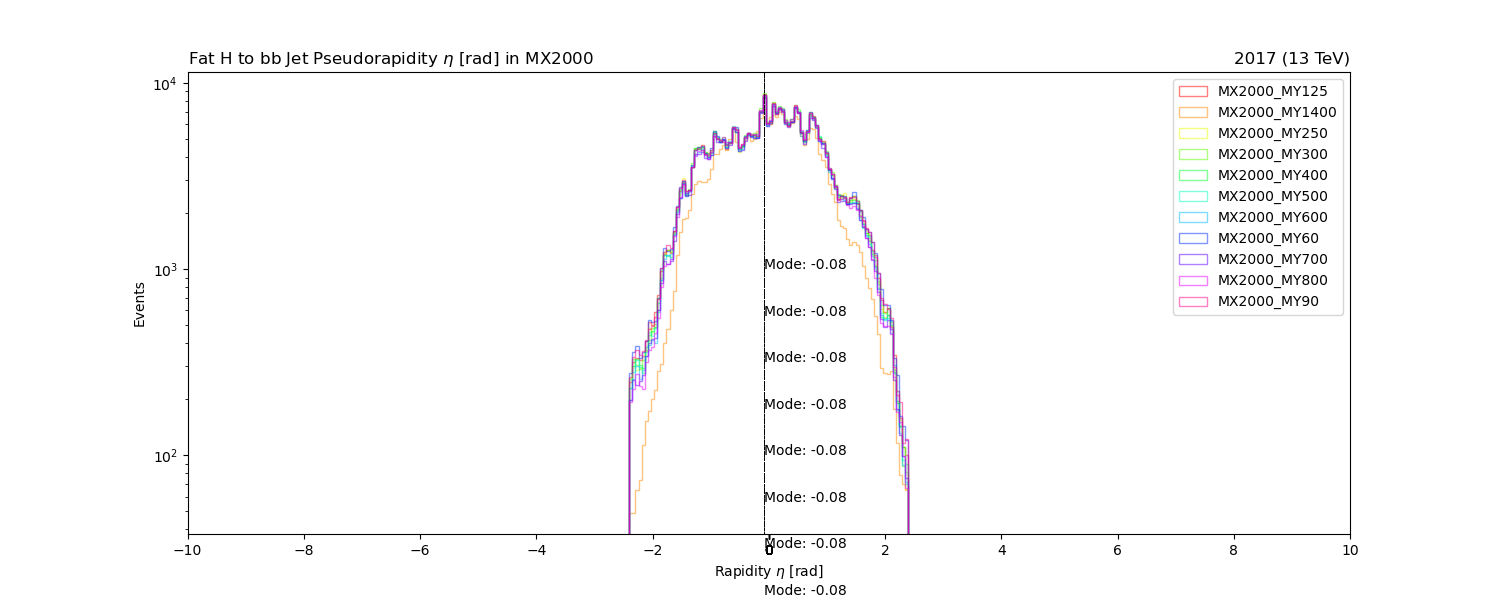 Fat H to bb Jet Pseudorapidity η [rad] in MX2000
2017 (13 TeV)
MX2000_MY125
MX2000_MY1400
MX2000_MY250
MX2000_MY300
MX2000_MY400
MX2000_MY500
MX2000_MY600
MX2000_MY60
MX2000_MY700
MX2000_MY800
MX2000_MY90
10⁴
10³
10²
Events
Mode: -0.08
Mode: -0.08
Mode: -0.08
Mode: -0.08
Mode: -0.08
Mode: -0.08
Mode: -0.08
−10 −8 −6 −4 −2 0 2 4 6 8 10
Rapidity η [rad]
Mode: -0.08